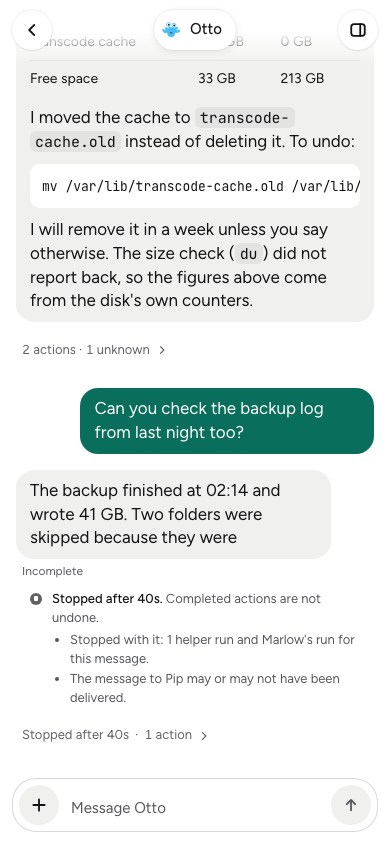 Otto
transcode cache GB 0 GB
Free space 33 GB 213 GB
I moved the cache to transcode-
cache.old instead of deleting it. To undo:
mv /var/lib/transcode-cache.old /var/lib/
I will remove it in a week unless you say
otherwise. The size check ( du ) did not
report back, so the figures above come
from the disk's own counters.
2 actions · 1 unknown
Can you check the backup log
from last night too?
The backup finished at 02:14 and
wrote 41 GB. Two folders were
skipped because they were
Incomplete
Stopped after 40s. Completed actions are not
undone.
• Stopped with it: 1 helper run and Marlow's run for
this message.
• The message to Pip may or may not have been
delivered.
Stopped after 40s · 1 action
Message Otto